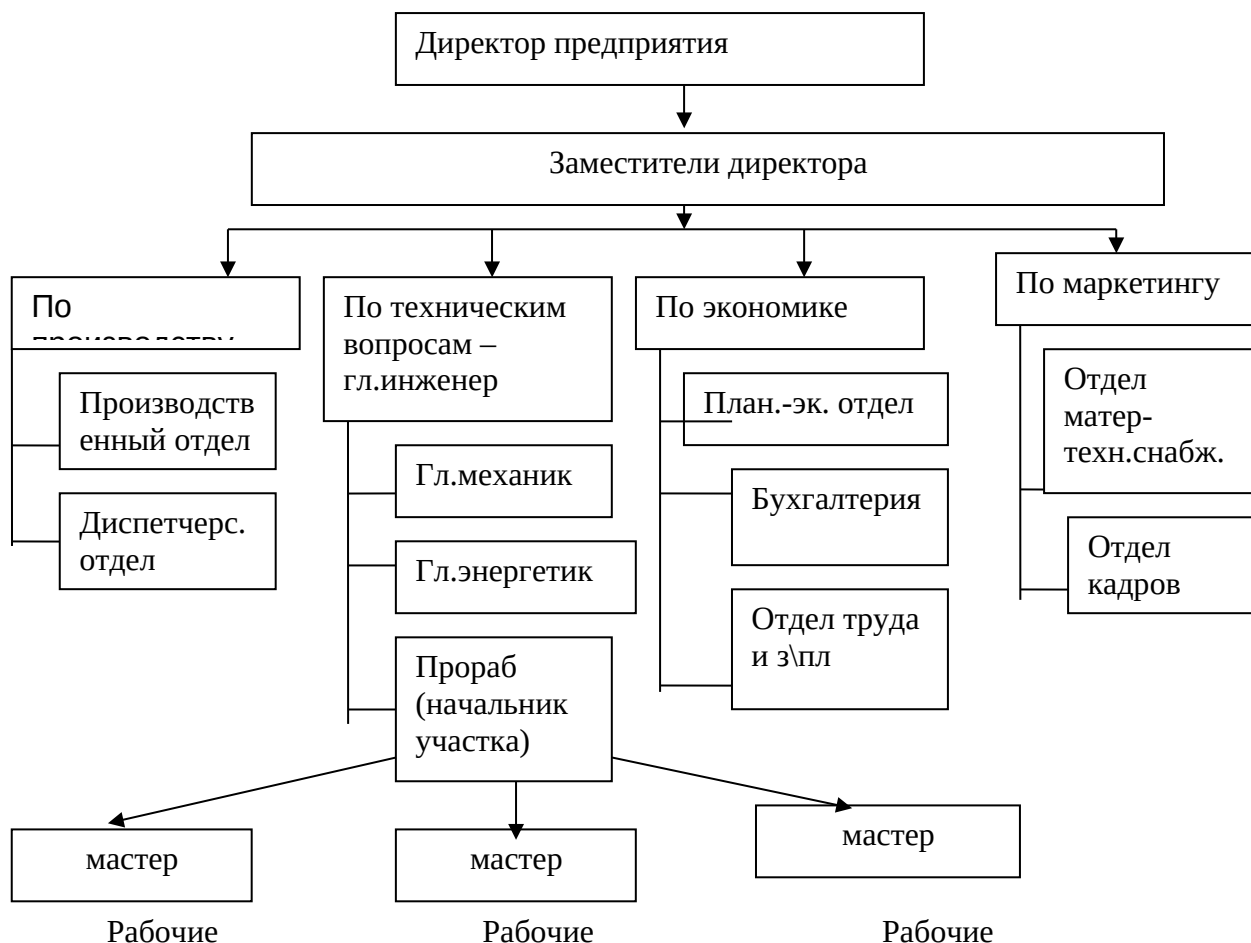 Директор предприятия
Заместители директора
По
По техническим
вопросам –
гл.инженер
По экономике
По маркетингу
Производств
енный отдел
Диспетчерс.
отдел
Гл.механик
Гл.энергетик
Прораб
(начальник
участка)
План.-эк. отдел
Бухгалтерия
Отдел труда
и з\пл
Отдел
матер-
техн.снабж.
Отдел
кадров
мастер
мастер
мастер
Рабочие
Рабочие
Рабочие